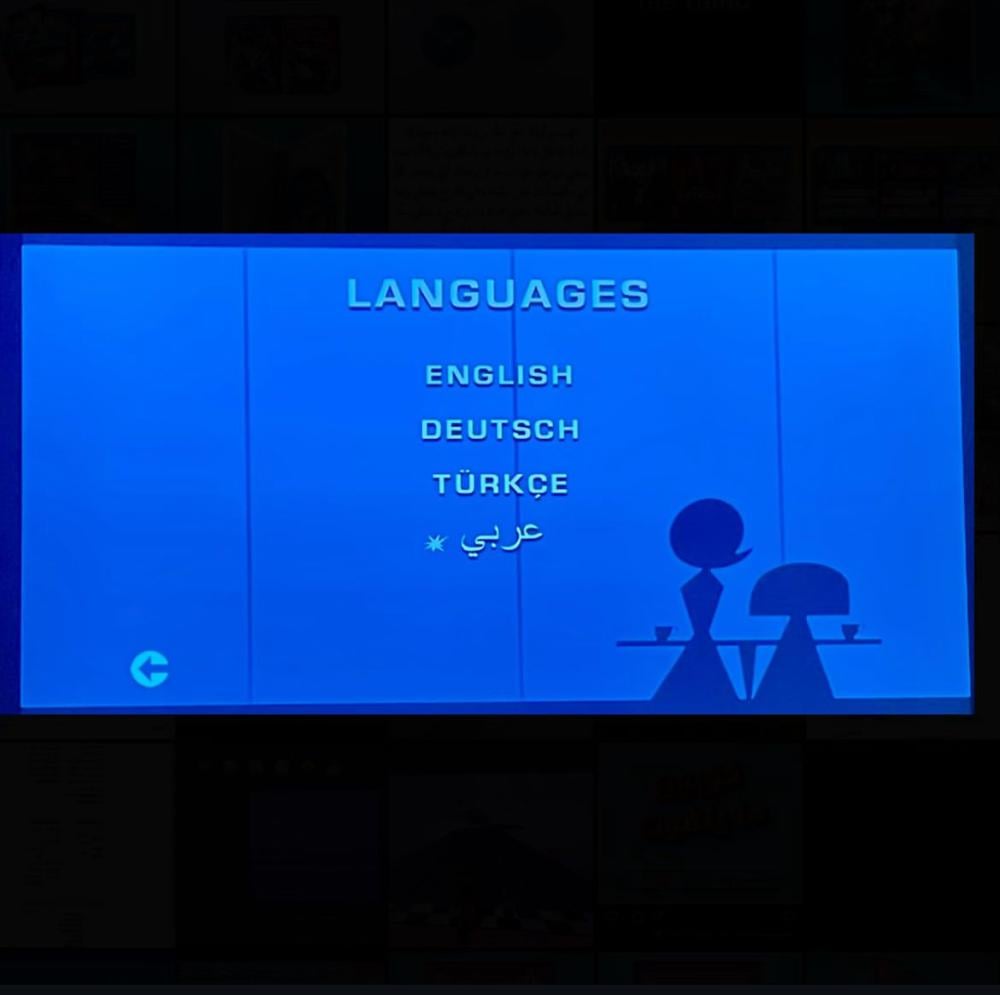 LANGUAGES
ENGLISH
DEUTSCH
TÜRKÇE
عربي